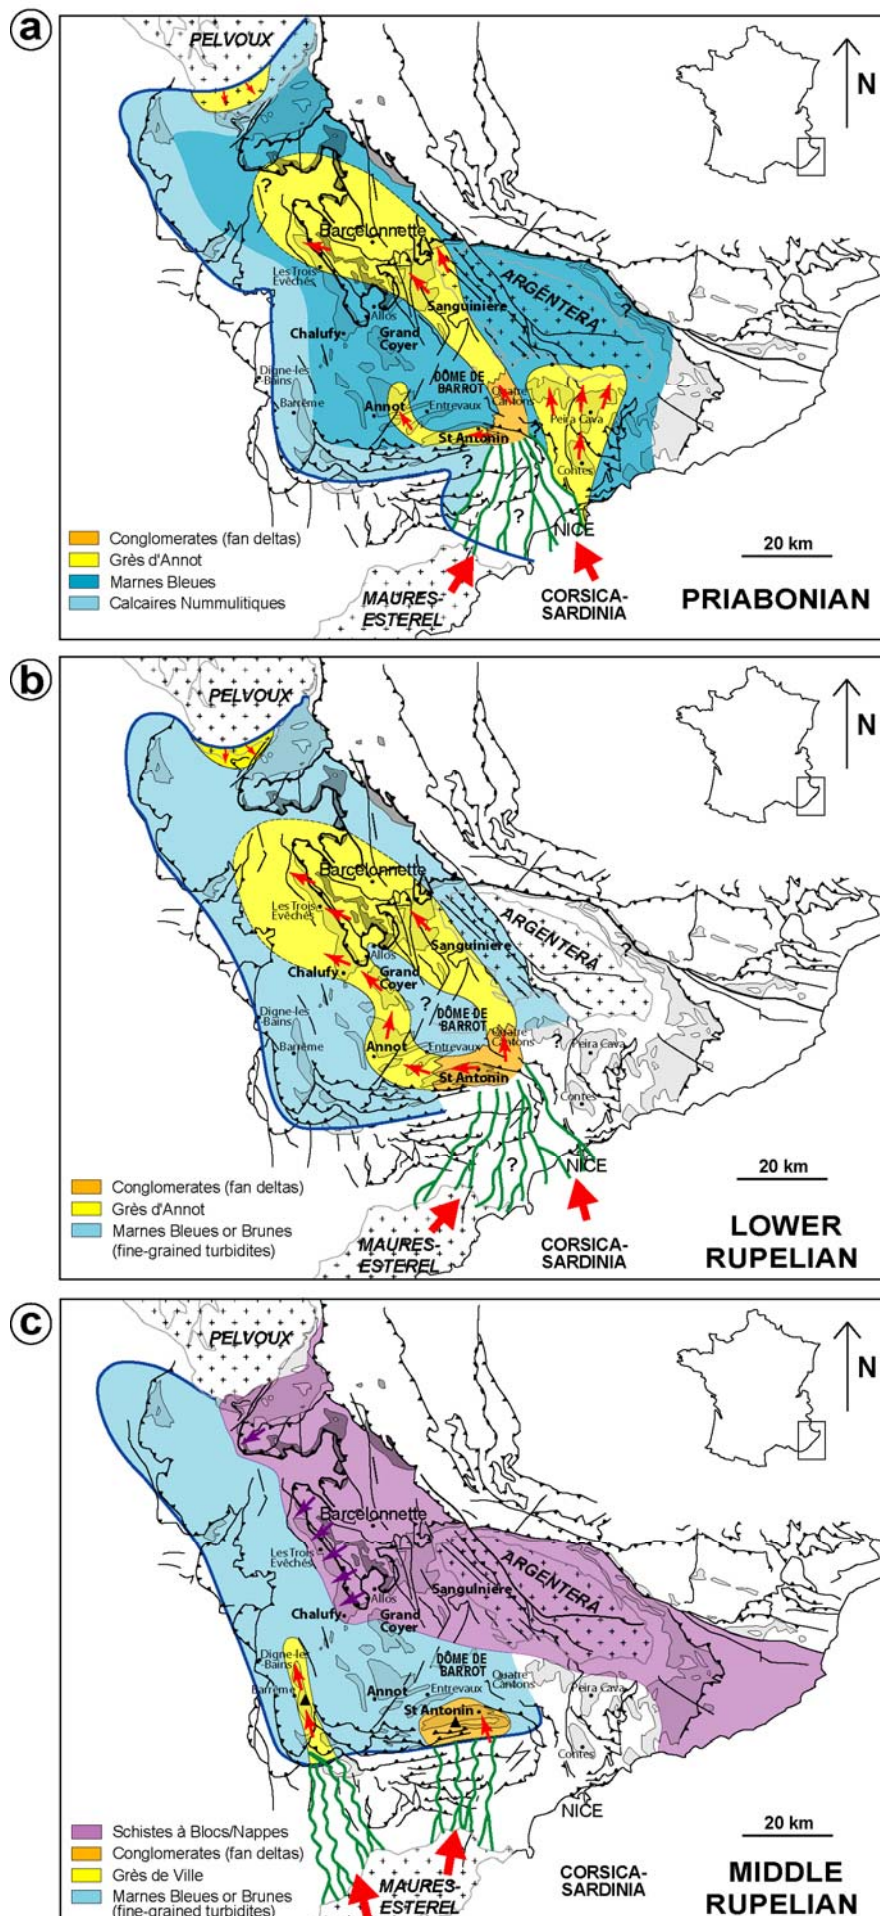 a
PELVOUX
N
?
Barcelonnette
Les Trois
Evêchés
ARGENTERA
?
Sanguinière
Allos
Chalufy
Grand
Coyer
Digne-les-
Bains
DÔME DE
BARROT
Quatre
Cantons
Barrême
Annot
Entrevaux
Peira Cava
St Antonin
?
Contes
?
NICE
Conglomerates (fan deltas)
Grès d'Annot
Marnes Bleues
Calcaires Nummulitiques
20 km
MAURES-
ESTEREL
CORSICA-
SARDINIA
PRIABONIAN
b
PELVOUX
N
Barcelonnette
Les Trois
Evêchés
ARGENTERA
?
Sanguinière
Allos
Chalufy
Grand
Coyer
?
Digne-les-
Bains
DÔME DE
BARROT
Quatre
Cantons
?
Barrême
Annot
Entrevaux
Peira Cava
St Antonin
Contes
?
NICE
20 km
Conglomerates (fan deltas)
Grès d'Annot
Marnes Bleues or Brunes
(fine-grained turbidites)
MAURES-
ESTEREL
CORSICA-
SARDINIA
LOWER
RUPELIAN
c
PELVOUX
N
Barcelonnette
Les Trois
Evêchés
ARGENTERA
Sanguinière
Allos
Chalufy
Grand
Coyer
Digne-les-
Bains
DÔME DE
BARROT
Quatre
Cantons
Barrême
Annot
Entrevaux
Peira Cava
St Antonin
Contes
NICE
20 km
Schistes à Blocs/Nappes
Conglomerates (fan deltas)
Grès de Ville
Marnes Bleues or Brunes
(fine-grained turbidites)
MAURES-
ESTEREL
CORSICA-
SARDINIA
MIDDLE
RUPELIAN